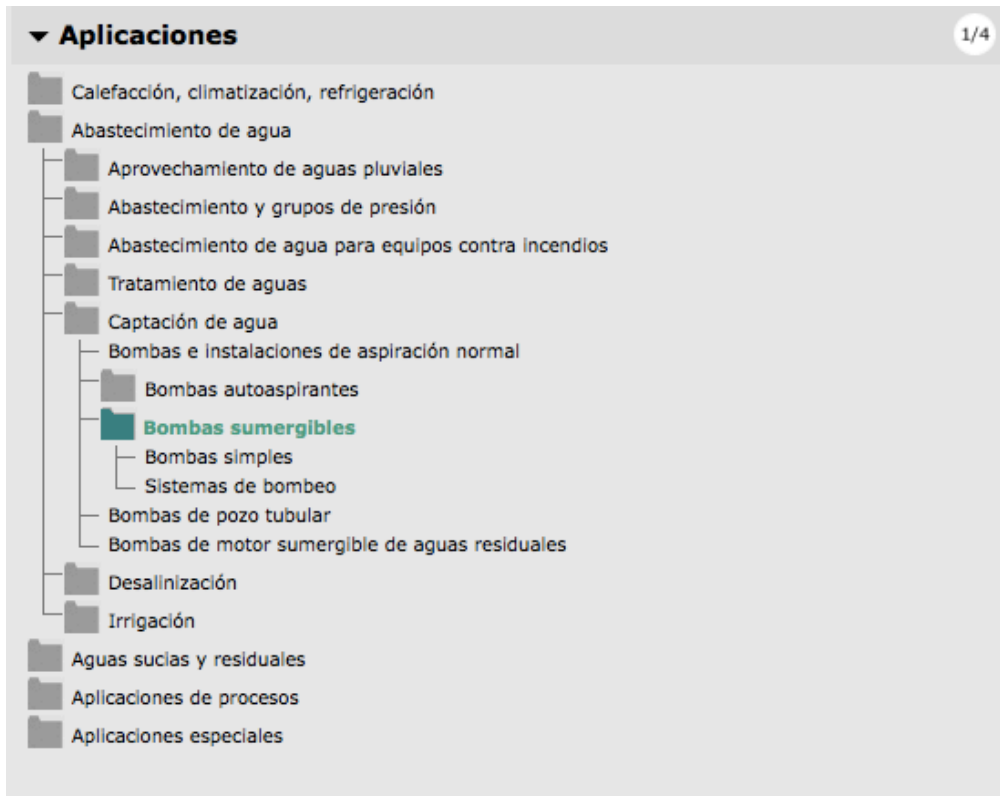 Aplicaciones 1/4
Calefacción, climatización, refrigeración
Abastecimiento de agua
Aprovechamiento de aguas pluviales
Abastecimiento y grupos de presión
Abastecimiento de agua para equipos contra incendios
Tratamiento de aguas
Captación de agua
Bombas e instalaciones de aspiración normal
Bombas autoaspirantes
Bombas sumergibles
Bombas simples
Sistemas de bombeo
Bombas de pozo tubular
Bombas de motor sumergible de aguas residuales
Desalinización
Irrigación
Aguas sucias y residuales
Aplicaciones de procesos
Aplicaciones especiales